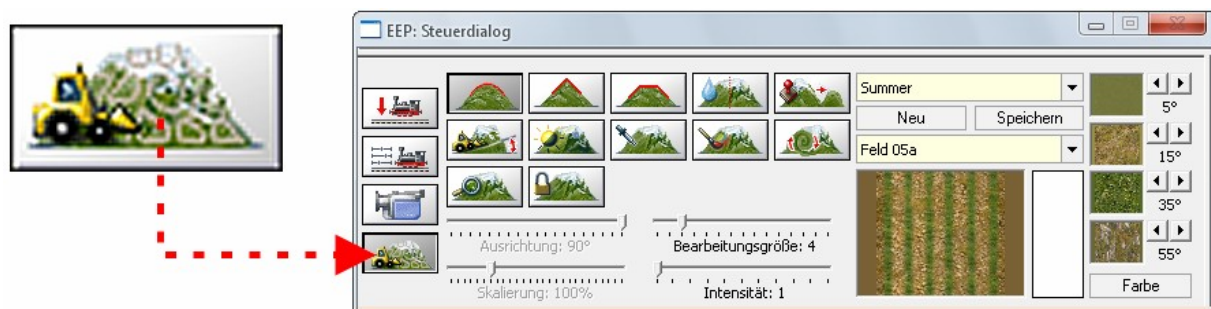 EEP: Steuerdialog
Summer
5°
Neu Speichern
Feld 05a
15°
35°
Ausrichtung: 90° Bearbeitungsgröße: 4
55°
Skalierung: 100% Intensität: 1
Farbe